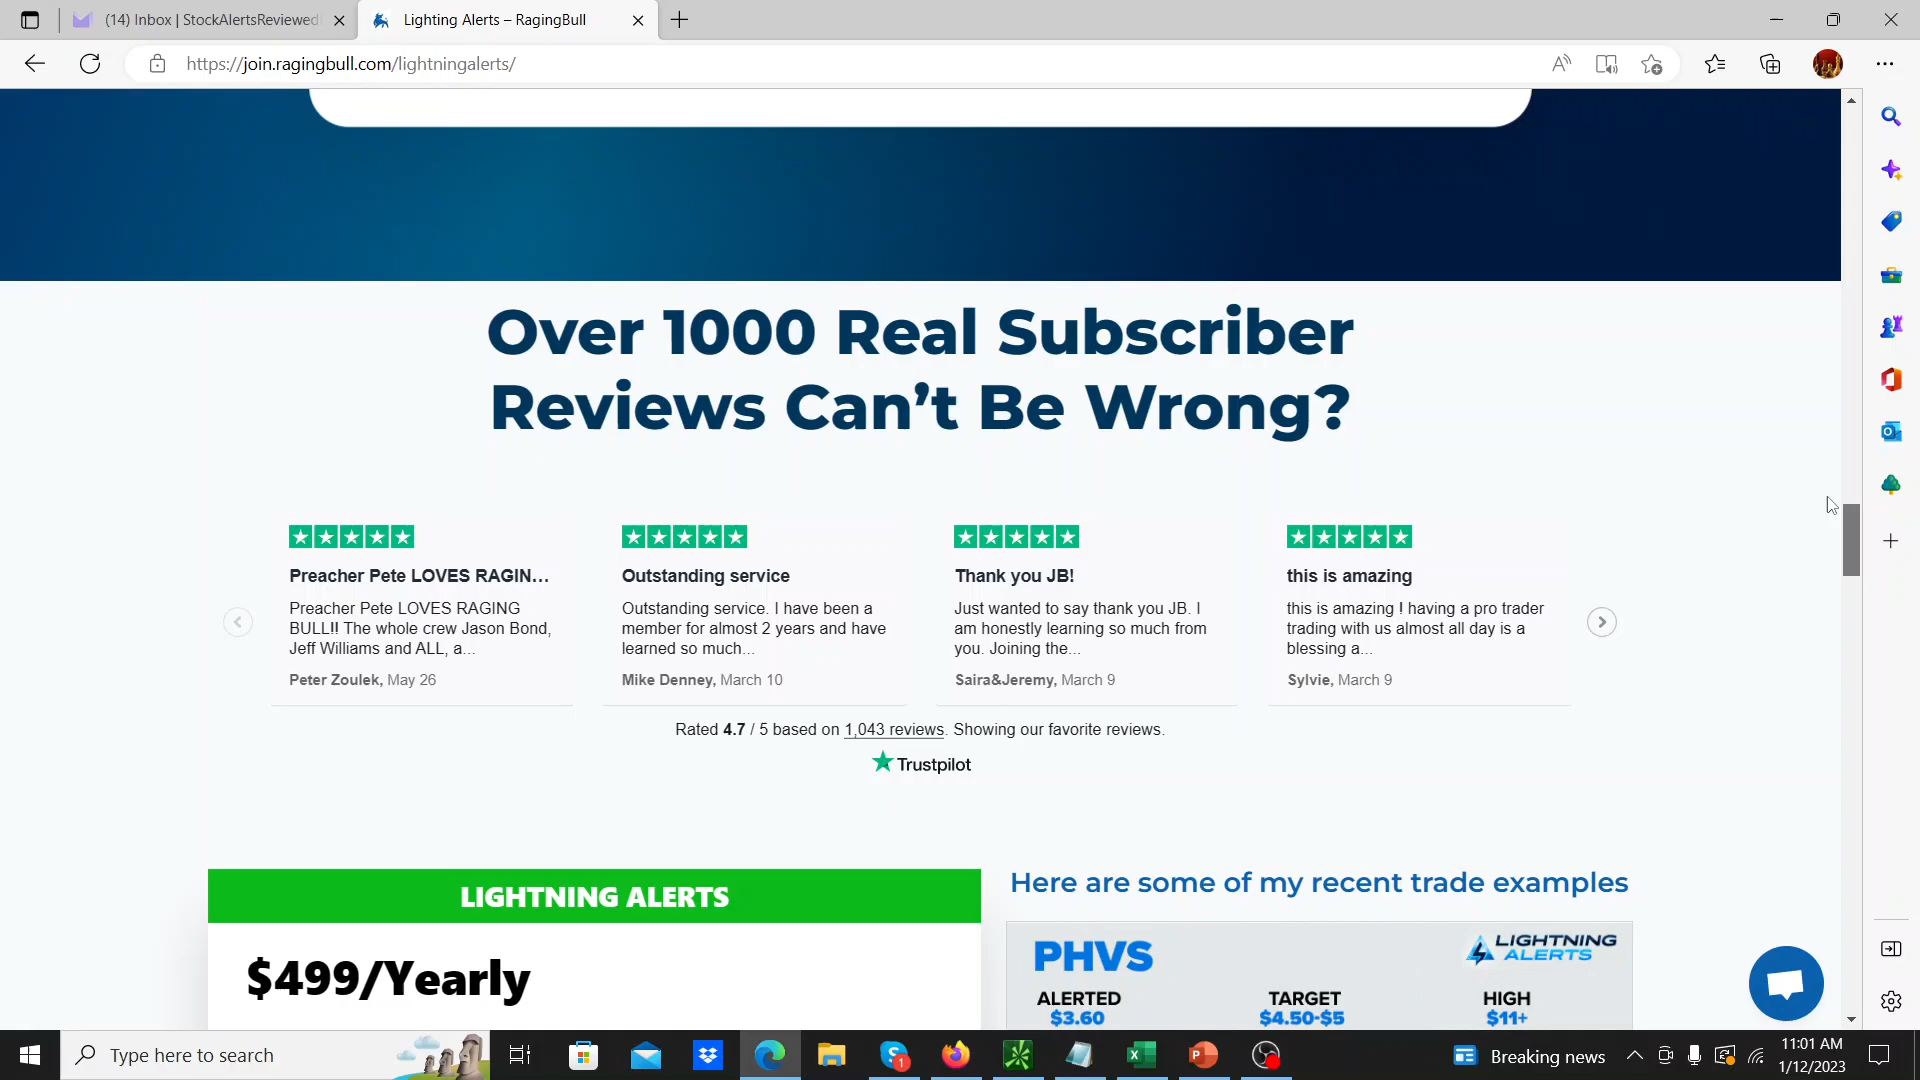 (14) Inbox | StockAlertsReviewed
Lighting Alerts – RagingBull
https://join.ragingbull.com/lightningalerts/
Over 1000 Real Subscriber
Reviews Can’t Be Wrong?
Preacher Pete LOVES RAGIN...
Preacher Pete LOVES RAGING
BULL!! The whole crew Jason Bond,
Jeff Williams and ALL, a...
Peter Zoulek, May 26
Outstanding service
Outstanding service. I have been a
member for almost 2 years and have
learned so much...
Mike Denney, March 10
Thank you JB!
Just wanted to say thank you JB. I
am honestly learning so much from
you. Joining the...
Saira&Jeremy, March 9
this is amazing
this is amazing ! having a pro trader
trading with us almost all day is a
blessing a...
Sylvie, March 9
Rated 4.7 / 5 based on 1,043 reviews. Showing our favorite reviews.
Trustpilot
LIGHTNING ALERTS
$499/Yearly
Here are some of my recent trade examples
PHVS
LIGHTNING
ALERTS
ALERTED
$3.60
TARGET
$4.50-$5
HIGH
$11+
Type here to search
1
Breaking news
11:01 AM
1/12/2023